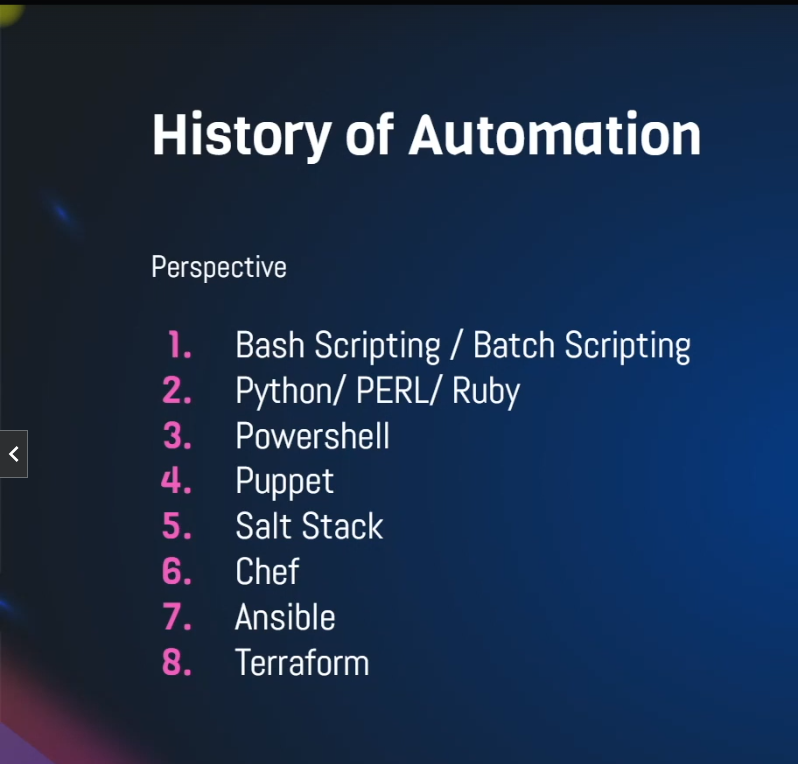 History of Automation
Perspective
1. Bash Scripting / Batch Scripting
2. Python/ PERL/ Ruby
3. Powershell
4. Puppet
5. Salt Stack
6. Chef
7. Ansible
8. Terraform